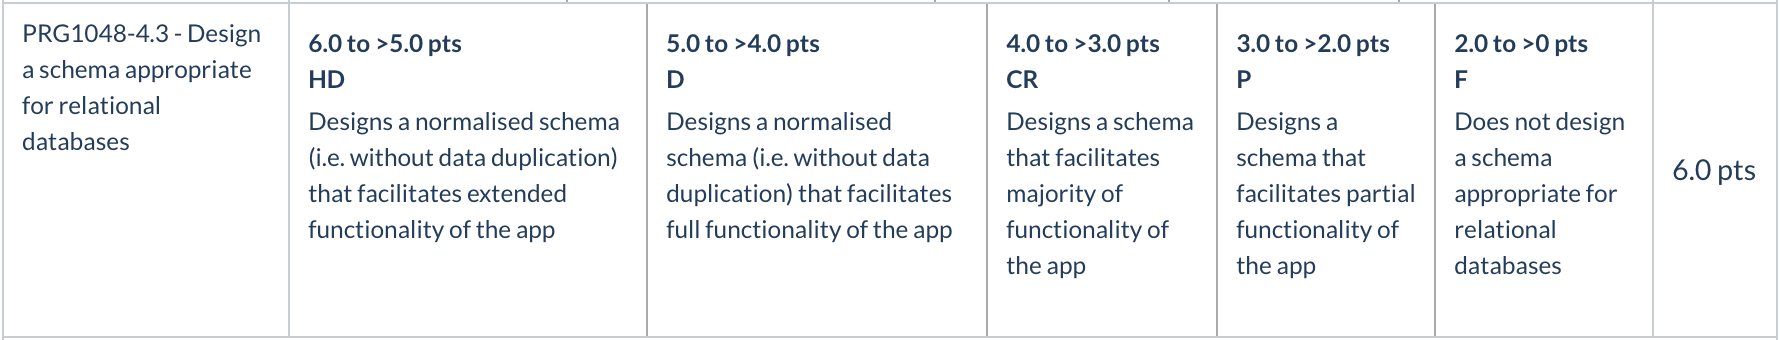 PRG1048-4.3 - Design
a schema appropriate
for relational
databases
6.0 to >5.0 pts
HD
Designs a normalised schema
(i.e. without data duplication)
that facilitates extended
functionality of the app
5.0 to >4.0 pts
D
Designs a normalised
schema (i.e. without data
duplication) that facilitates
full functionality of the app
4.0 to >3.0 pts
CR
Designs a schema
that facilitates
majority of
functionality of
the app
3.0 to >2.0 pts
P
Designs a
schema that
facilitates partial
functionality of
the app
2.0 to >0 pts
F
Does not design
a schema
appropriate for
relational
databases
6.0 pts